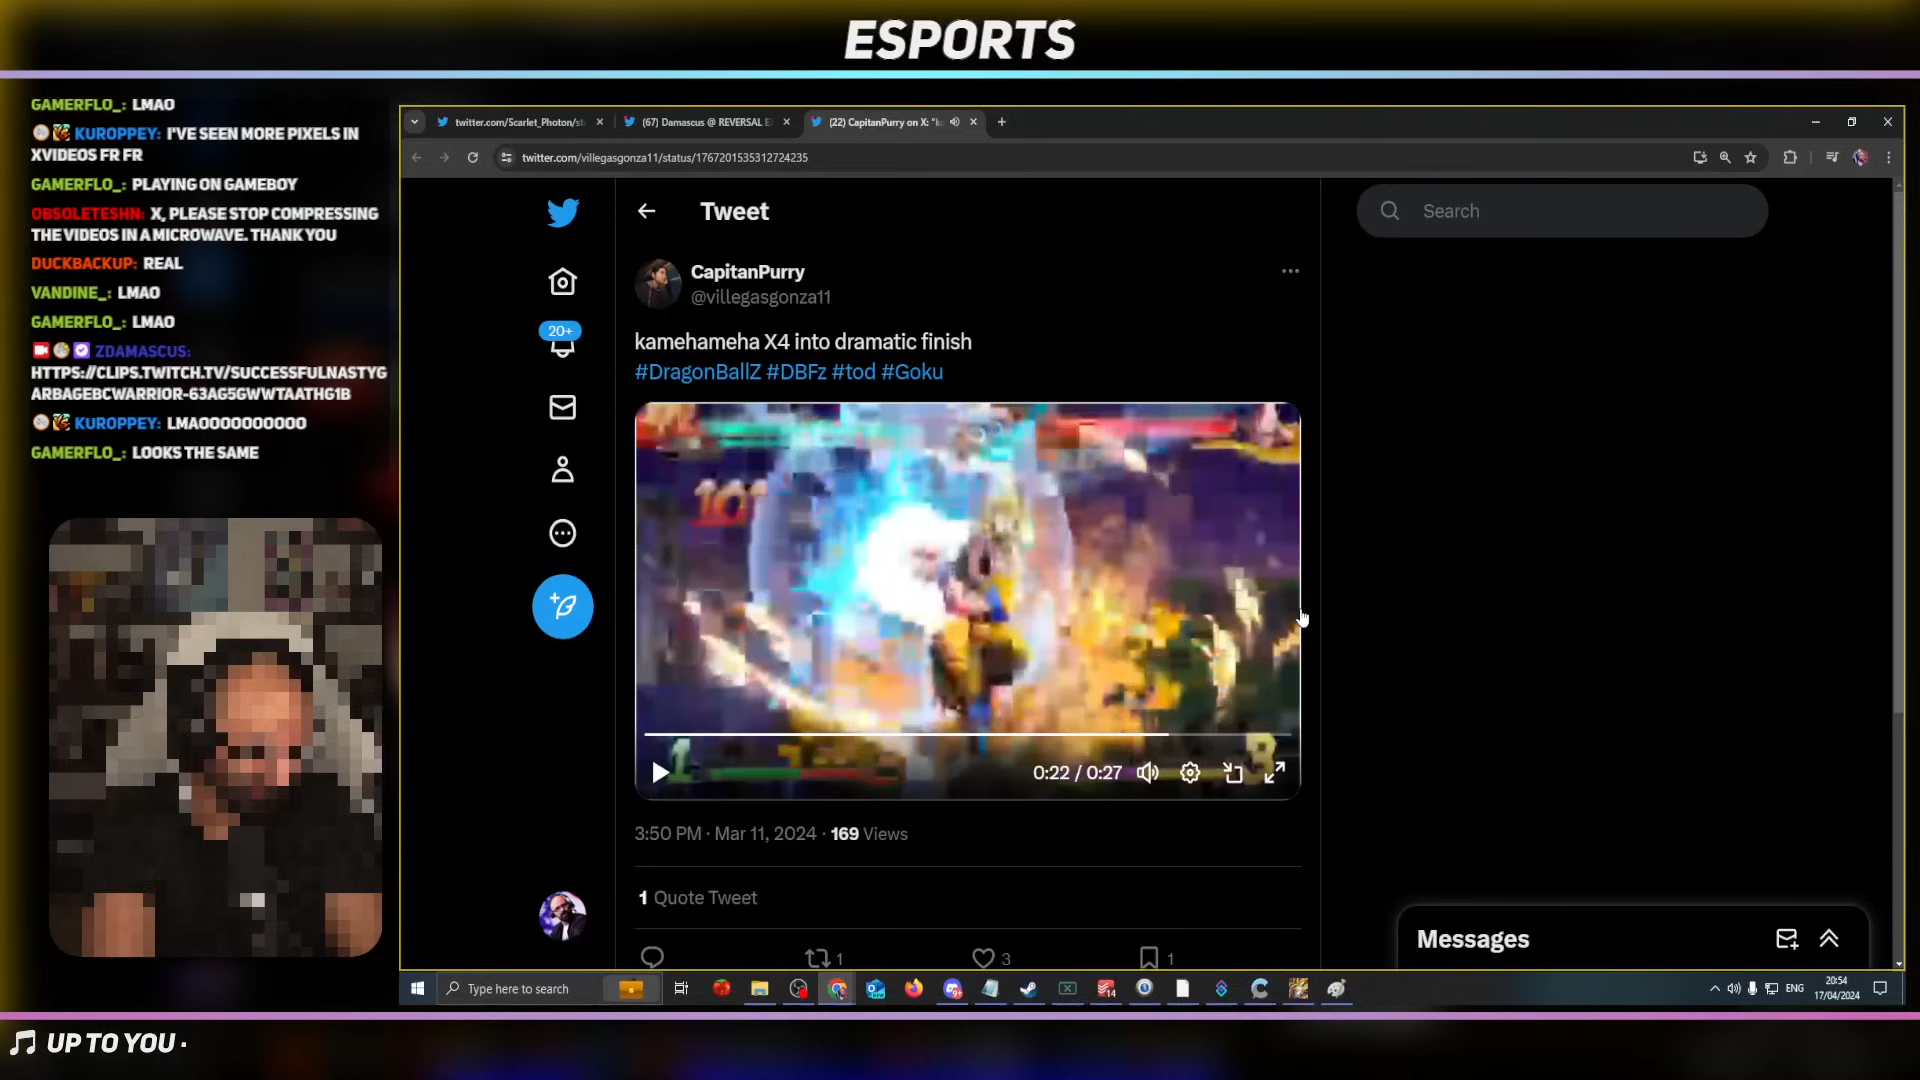 ESPORTS
GAMERFLO_: LMAO
KUROPPEY: I'VE SEEN MORE PIXELS IN
XVIDEOS FR FR
GAMERFLO_: PLAYING ON GAMEBOY
OBSOLETESHN: X, PLEASE STOP COMPRESSING
THE VIDEOS IN A MICROWAVE. THANK YOU
DUCKBACKUP: REAL
VANDINE_: LMAO
GAMERFLO_: LMAO
ZDAMASCUS:
HTTPS://CLIPS.TWITCH.TV/SUCCESSFULNASTYG
ARBAGEBCWARRIOR-63AG5GWWTAATHG1B
KUROPPEY: LMAOOOOOOOOOO
GAMERFLO_: LOOKS THE SAME
twitter.com/Scarlet_Photon/st
(67) Damascus @ REVERSAL E
(22) CapitanPurry on X: "k
twitter.com/villegasgonza11/status/1767201535312724235
Tweet
Search
CapitanPurry
@villegasgonza11
20+
kamehameha X4 into dramatic finish
#DragonBallZ #DBFz #tod #Goku
0:22 / 0:27
3:50 PM · Mar 11, 2024 · 169 Views
1 Quote Tweet
1
3
1
Messages
Type here to search
9+
14
ENG
20:54
17/04/2024
UP TO YOU ·